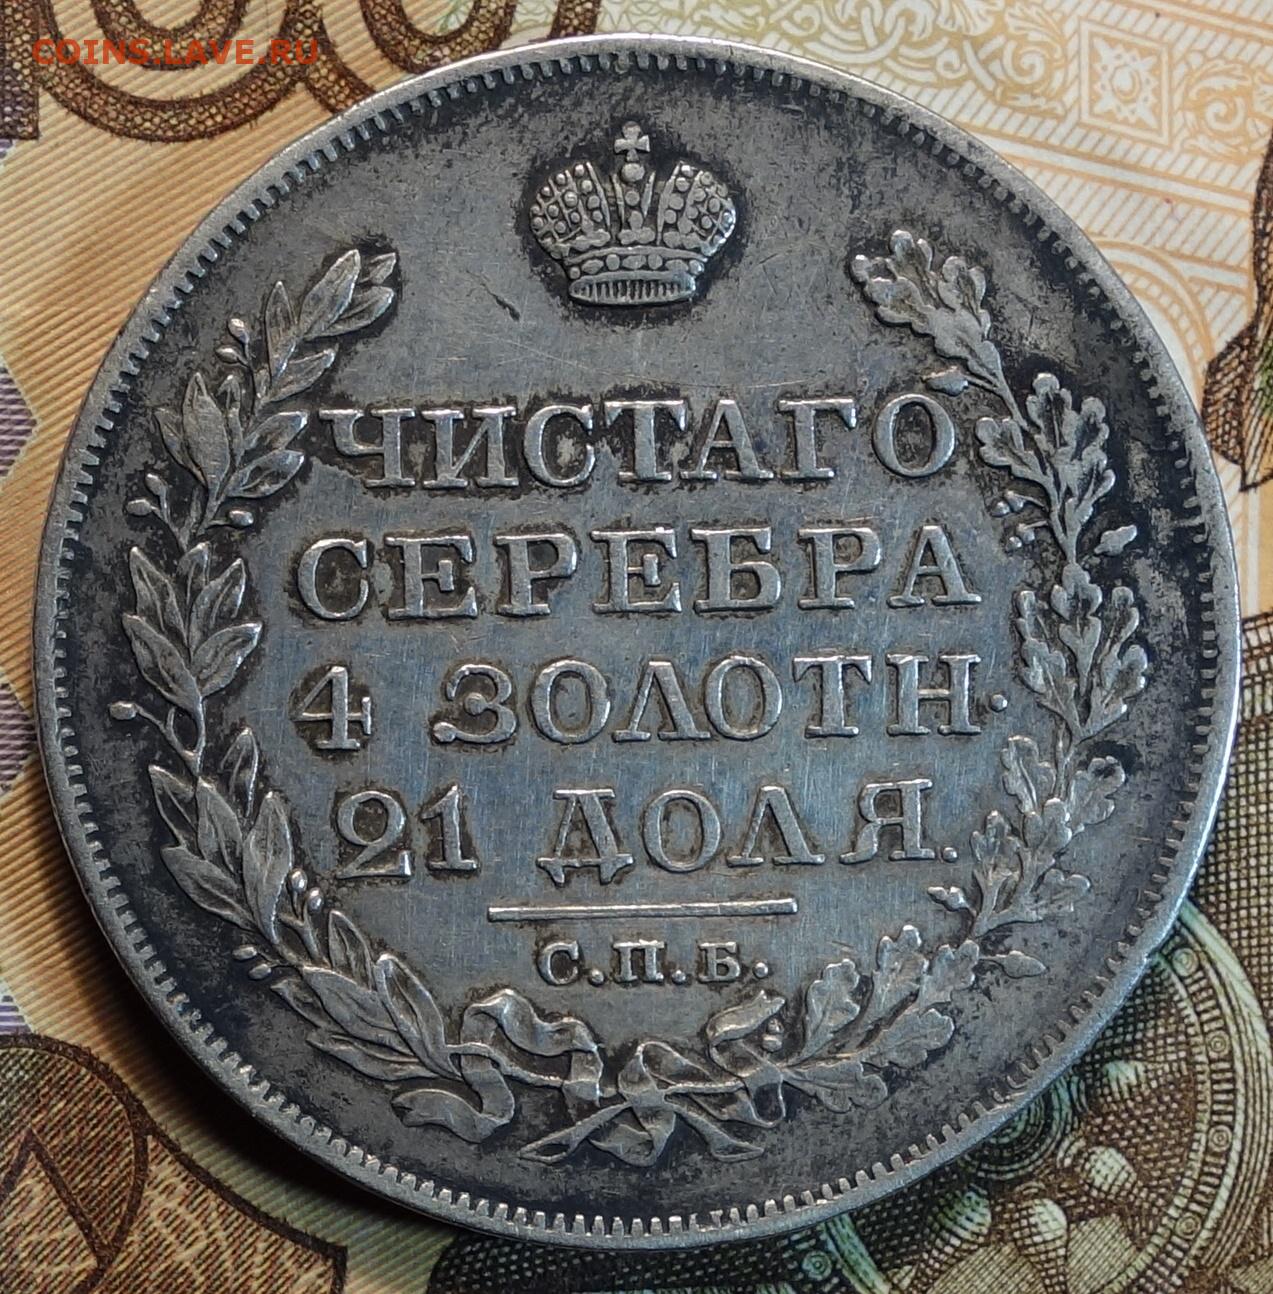 COINS.LAVE.RU
ЧИСТАГО
СЕРЕБРА
4 ЗОЛОТН.
21 ДОЛЯ.
С.П.Б.